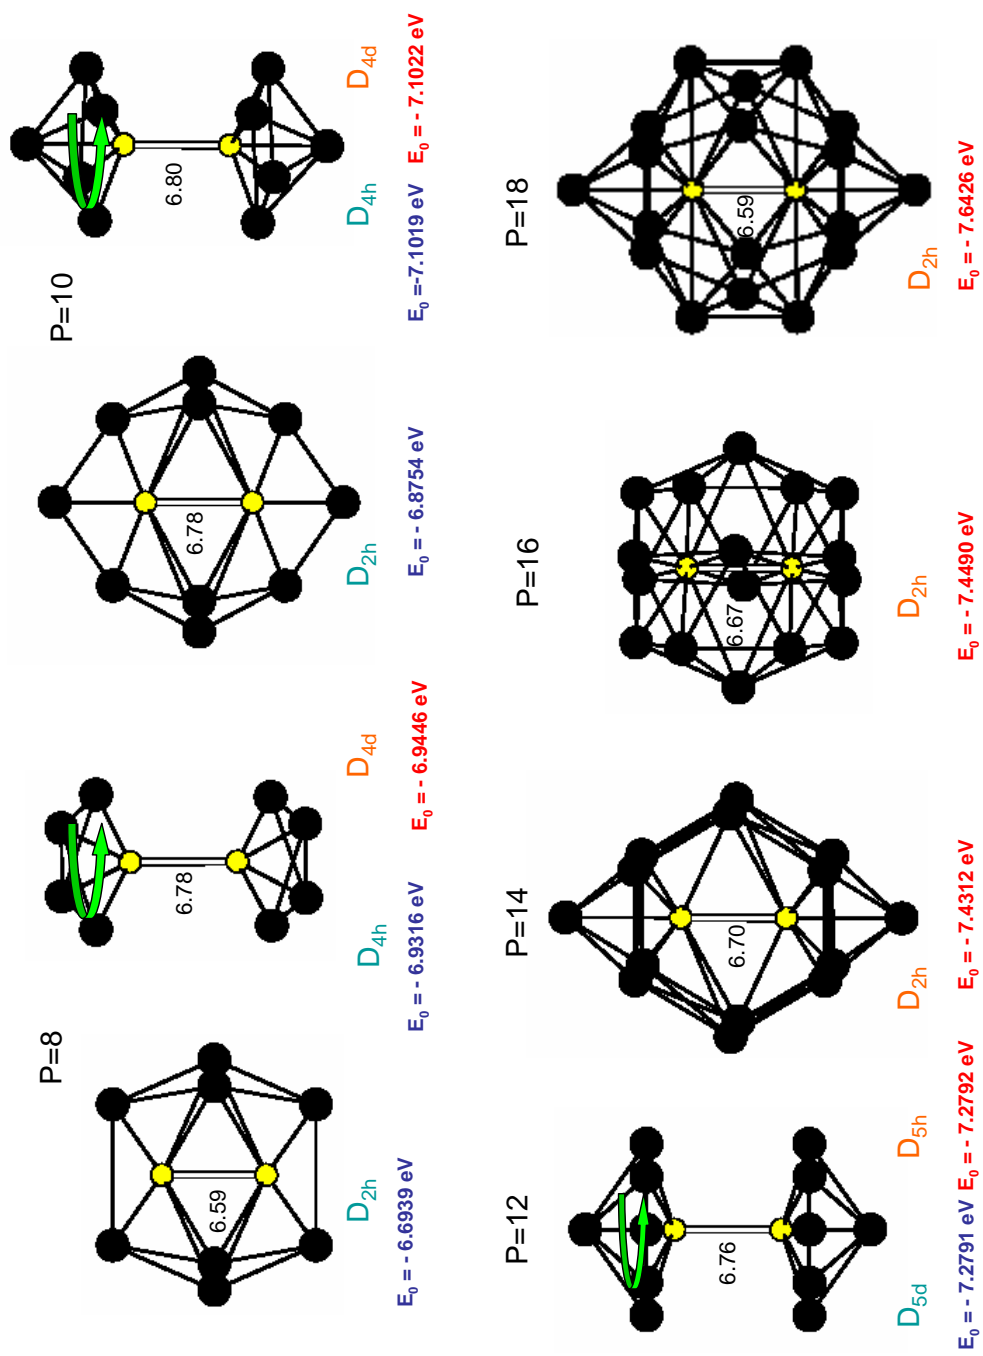 P=8 P=10
6.59 6.78 6.78 6.80
D2h D4h D4d D2h D4h D4d
E0 = - 6.6939 eV E0 = - 6.9316 eV E0 = - 6.9446 eV E0 = - 6.8754 eV E0 =-7.1019 eV E0 = - 7.1022 eV
P=12 P=14 P=16 P=18
6.76 6.70 6.67 6.59
D5d D5h D2h D2h D2h
E0 = - 7.2791 eV E0 = - 7.2792 eV E0 = - 7.4312 eV E0 = - 7.4490 eV E0 = - 7.6426 eV